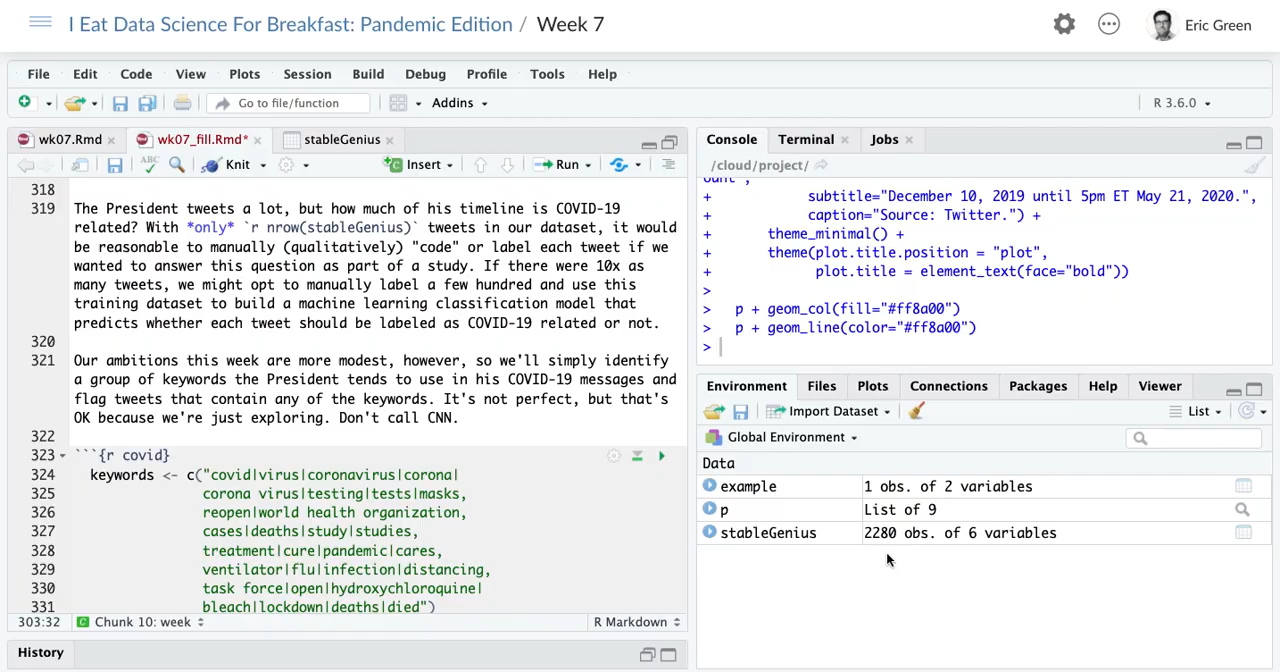 I Eat Data Science For Breakfast: Pandemic Edition / Week 7
Eric Green
File Edit Code View Plots Session Build Debug Profile Tools Help
Go to file/function
Addins
R 3.6.0
wk07.Rmd
wk07_fill.Rmd*
stableGenius
ABC
Knit
Insert
Run
318
319 The President tweets a lot, but how much of his timeline is COVID-19
related? With *only* `r nrow(stableGenius)` tweets in our dataset, it would
be reasonable to manually (qualitatively) "code" or label each tweet if we
wanted to answer this question as part of a study. If there were 10x as
many tweets, we might opt to manually label a few hundred and use this
training dataset to build a machine learning classification model that
predicts whether each tweet should be labeled as COVID-19 related or not.
320
321 Our ambitions this week are more modest, however, so we'll simply identify
a group of keywords the President tends to use in his COVID-19 messages and
flag tweets that contain any of the keywords. It's not perfect, but that's
OK because we're just exploring. Don't call CNN.
322
323 ```{r covid}
324 keywords <- c("covid|virus|coronavirus|corona|
325 corona virus|testing|tests|masks,
326 reopen|world health organization,
327 cases|deaths|study|studies,
328 treatment|cure|pandemic|cares,
329 ventilator|flu|infection|distancing,
330 task force|open|hydroxychloroquine|
331 bleach|lockdown|deaths|died")
303:32
Chunk 10: week
R Markdown
History
Console Terminal Jobs
/cloud/project/
ount",
+ subtitle="December 10, 2019 until 5pm ET May 21, 2020.",
+ caption="Source: Twitter.") +
+ theme_minimal() +
+ theme(plot.title.position = "plot",
+ plot.title = element_text(face="bold"))
>
> p + geom_col(fill="#ff8a00")
> p + geom_line(color="#ff8a00")
>
Environment Files Plots Connections Packages Help Viewer
Import Dataset
List
Global Environment
Data
example 1 obs. of 2 variables
p List of 9
stableGenius 2280 obs. of 6 variables